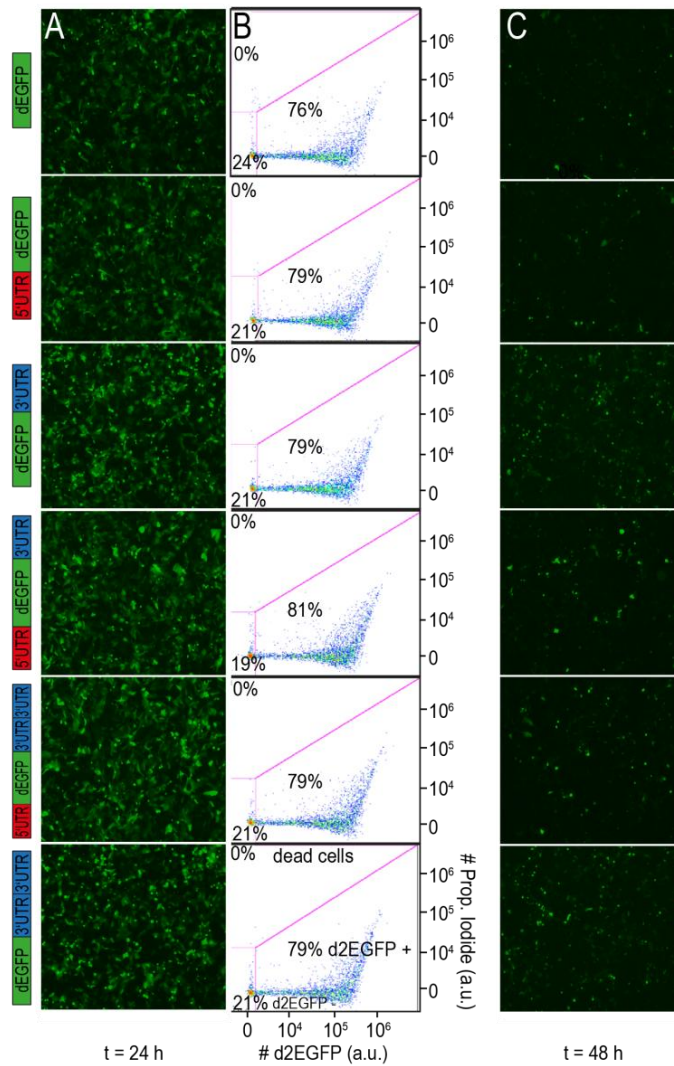 A
B
C
dEGFP
0%
76%
24%
10⁶
10⁵
10⁴
0
5'UTR dEGFP
0%
79%
21%
10⁶
10⁵
10⁴
0
dEGFP 3'UTR
0%
79%
21%
10⁶
10⁵
10⁴
0
5'UTR dEGFP 3'UTR
0%
81%
19%
10⁶
10⁵
10⁴
0
5'UTR dEGFP 3'UTR 3'UTR
0%
79%
21%
10⁶
10⁵
10⁴
0
dEGFP 3'UTR 3'UTR
0%
dead cells
79% d2EGFP +
21% d2EGFP -
10⁶
10⁵
10⁴
0
# Prop. Iodide (a.u.)
0 10⁴ 10⁵ 10⁶
t = 24 h
# d2EGFP (a.u.)
t = 48 h